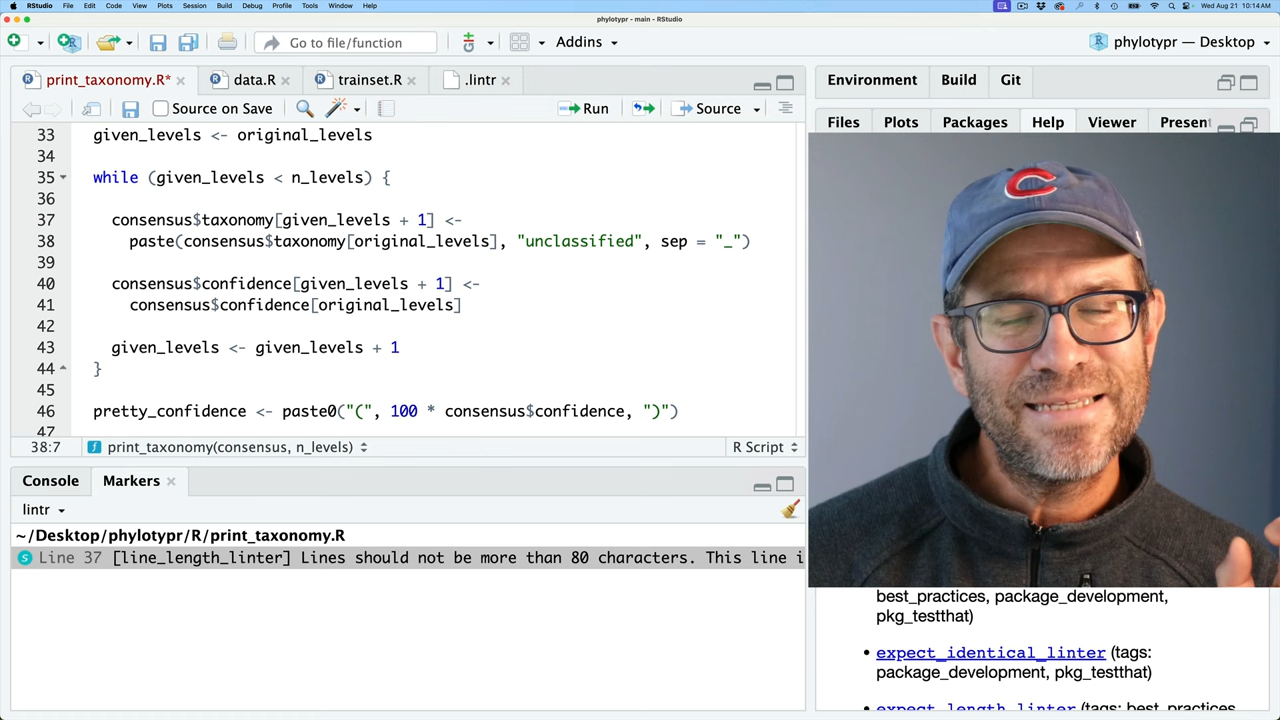 RStudio File Edit Code View Plots Session Build Debug Profile Tools Window Help Wed Aug 21 10:14 AM
phylotypr - main - RStudio
Go to file/function Addins phylotypr — Desktop
print_taxonomy.R* data.R trainset.R .lintr
Source on Save Run Source
33 given_levels <- original_levels
34
35 while (given_levels < n_levels) {
36
37 consensus$taxonomy[given_levels + 1] <-
38 paste(consensus$taxonomy[original_levels], "unclassified", sep = "_")
39
40 consensus$confidence[given_levels + 1] <-
41 consensus$confidence[original_levels]
42
43 given_levels <- given_levels + 1
44 }
45
46 pretty_confidence <- paste0("(", 100 * consensus$confidence, ")")
47
38:7 print_taxonomy(consensus, n_levels) R Script
Console Markers
lintr
~/Desktop/phylotypr/R/print_taxonomy.R
Line 37 [line_length_linter] Lines should not be more than 80 characters. This line i
Environment Build Git
Files Plots Packages Help Viewer Present
C
best_practices, package_development,
pkg_testthat)
• expect_identical_linter (tags:
package_development, pkg_testthat)
• expect_length_linter (tags: best_practices